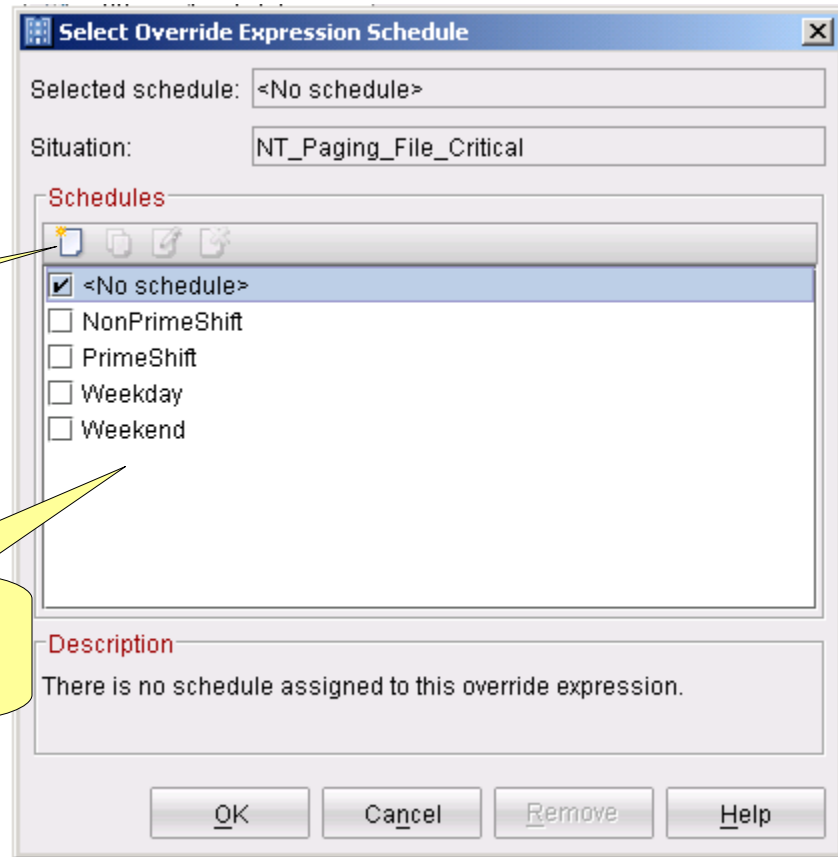 Select Override Expression Schedule
Selected schedule: <No schedule>
Situation: NT_Paging_File_Critical
Schedules
<No schedule>
NonPrimeShift
PrimeShift
Weekday
Weekend
Description
There is no schedule assigned to this override expression.
OK Cancel Remove Help